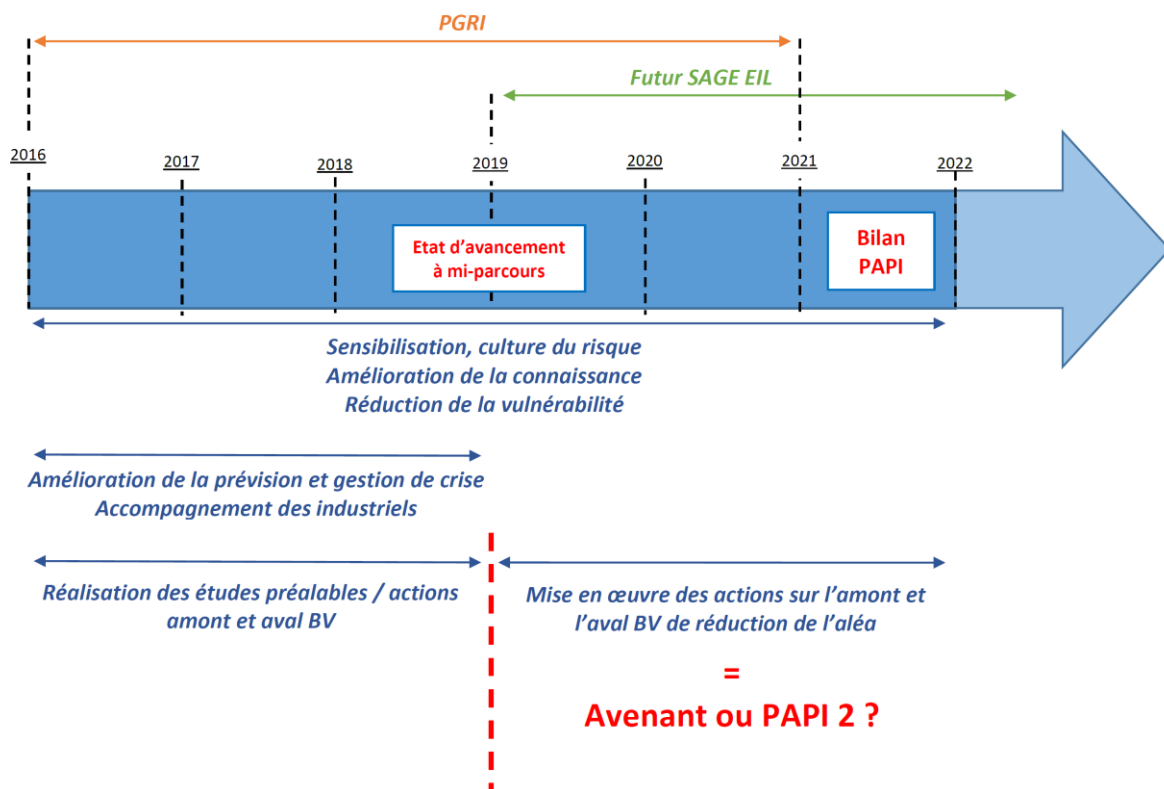 PGRI
Futur SAGE EIL
2016
2017
2018
2019
2020
2021
2022
Etat d'avancement
à mi-parcours
Bilan
PAPI
Sensibilisation, culture du risque
Amélioration de la connaissance
Réduction de la vulnérabilité
Amélioration de la prévision et gestion de crise
Accompagnement des industriels
Réalisation des études préalables / actions
amont et aval BV
Mise en œuvre des actions sur l'amont et
l'aval BV de réduction de l'aléa
=
Avenant ou PAPI 2 ?